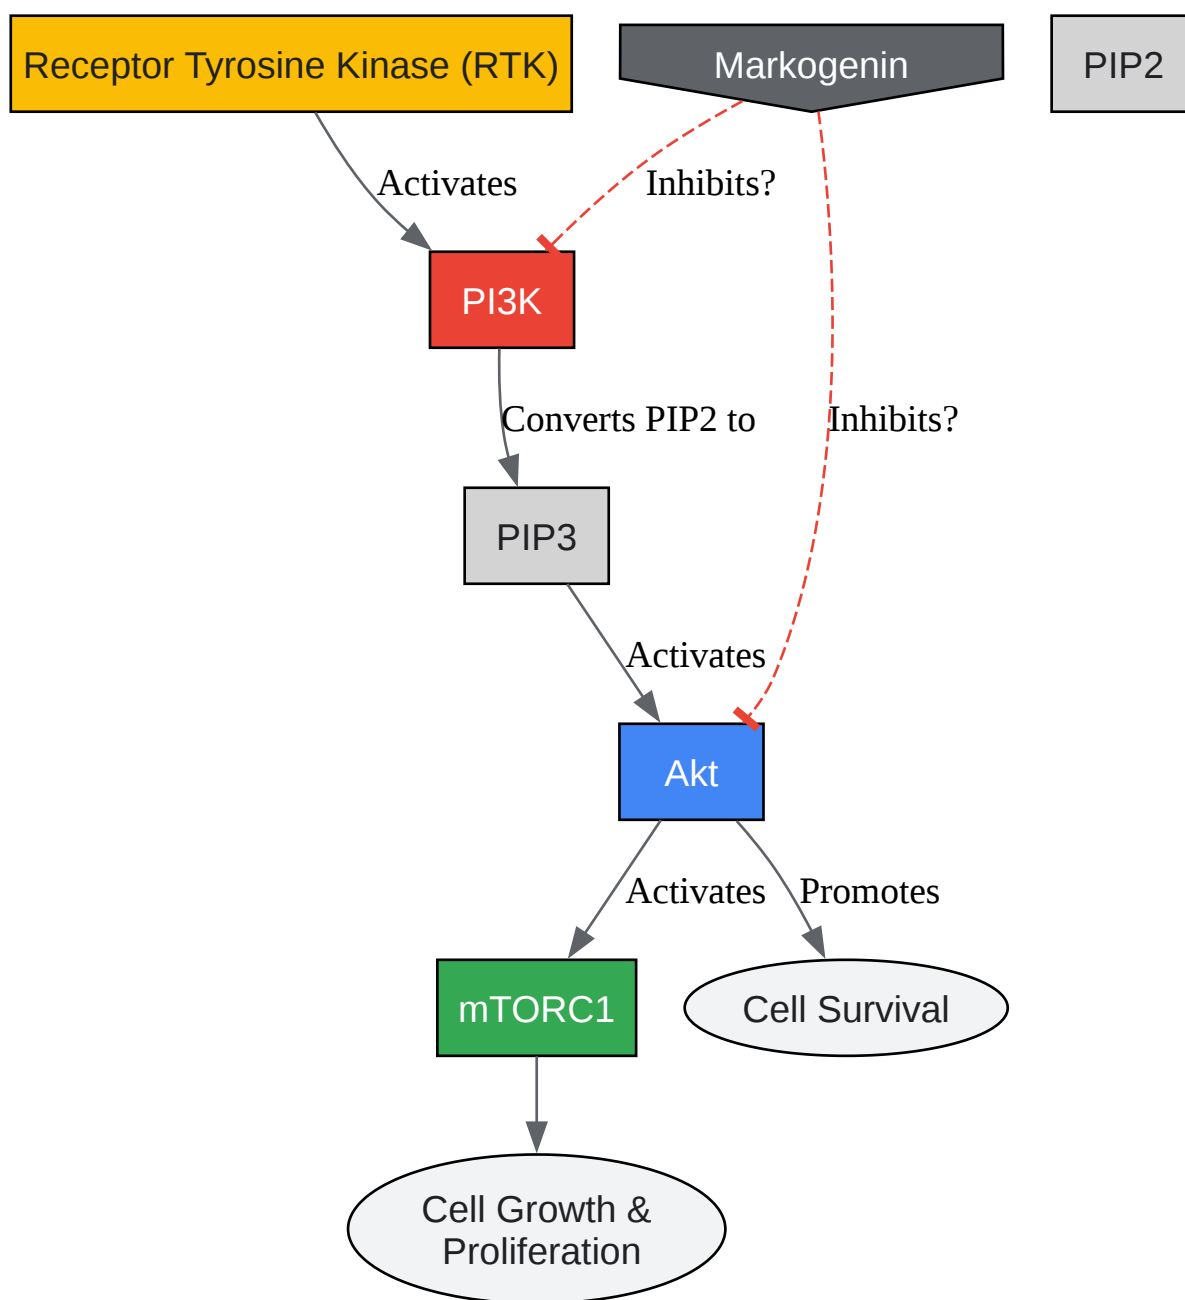 Receptor Tyrosine Kinase (RTK)
Markogenin
PIP2
Activates
Inhibits?
PI3K
Converts PIP2 to
Inhibits?
PIP3
Activates
Akt
Activates
Promotes
mTORC1
Cell Survival
Cell Growth &
Proliferation